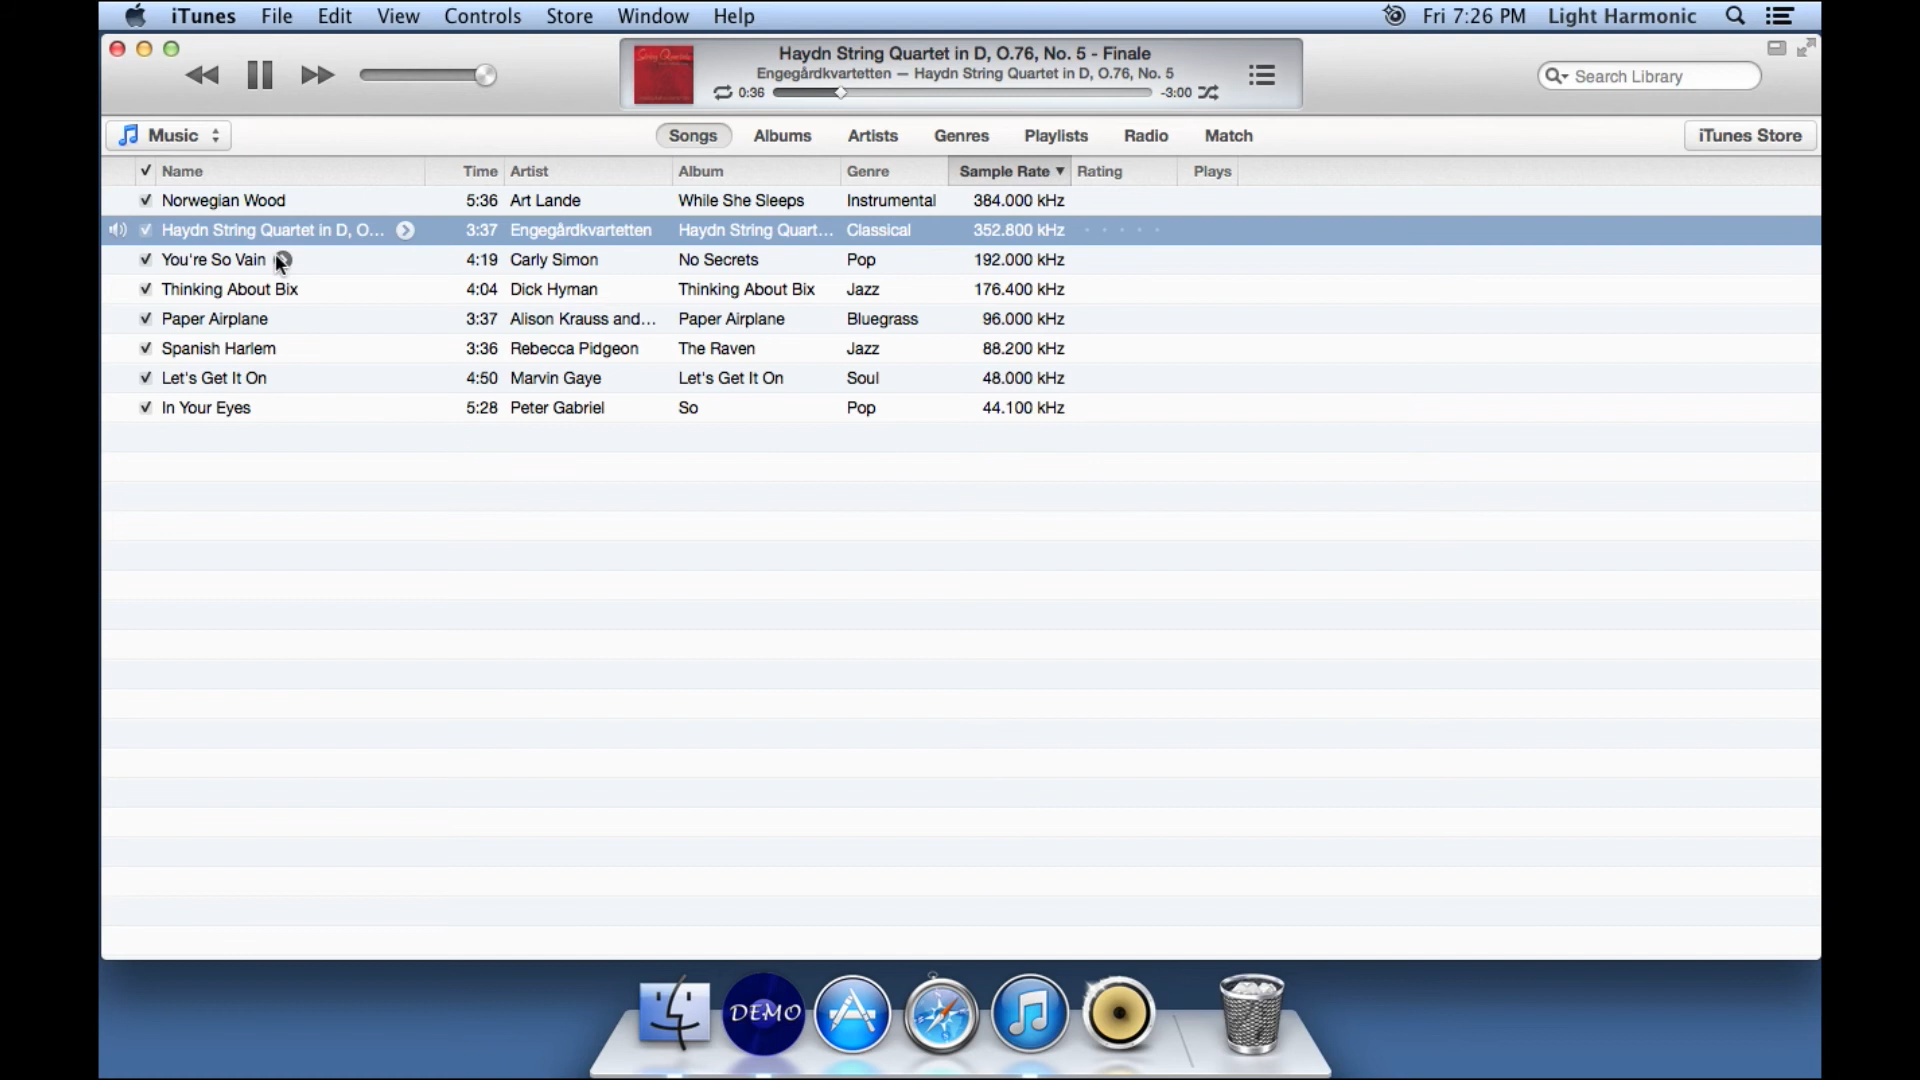 iTunes File Edit View Controls Store Window Help Fri 7:26 PM Light Harmonic
Haydn String Quartet in D, O.76, No. 5 - Finale
Engegårdkvartetten — Haydn String Quartet in D, O.76, No. 5
0:36 -3:00
Search Library
Music Songs Albums Artists Genres Playlists Radio Match iTunes Store
✓ Name Time Artist Album Genre Sample Rate ▼ Rating Plays
✓ Norwegian Wood 5:36 Art Lande While She Sleeps Instrumental 384.000 kHz
✓ Haydn String Quartet in D, O... 3:37 Engegårdkvartetten Haydn String Quart... Classical 352.800 kHz
✓ You're So Vain 4:19 Carly Simon No Secrets Pop 192.000 kHz
✓ Thinking About Bix 4:04 Dick Hyman Thinking About Bix Jazz 176.400 kHz
✓ Paper Airplane 3:37 Alison Krauss and... Paper Airplane Bluegrass 96.000 kHz
✓ Spanish Harlem 3:36 Rebecca Pidgeon The Raven Jazz 88.200 kHz
✓ Let's Get It On 4:50 Marvin Gaye Let's Get It On Soul 48.000 kHz
✓ In Your Eyes 5:28 Peter Gabriel So Pop 44.100 kHz
DEMO